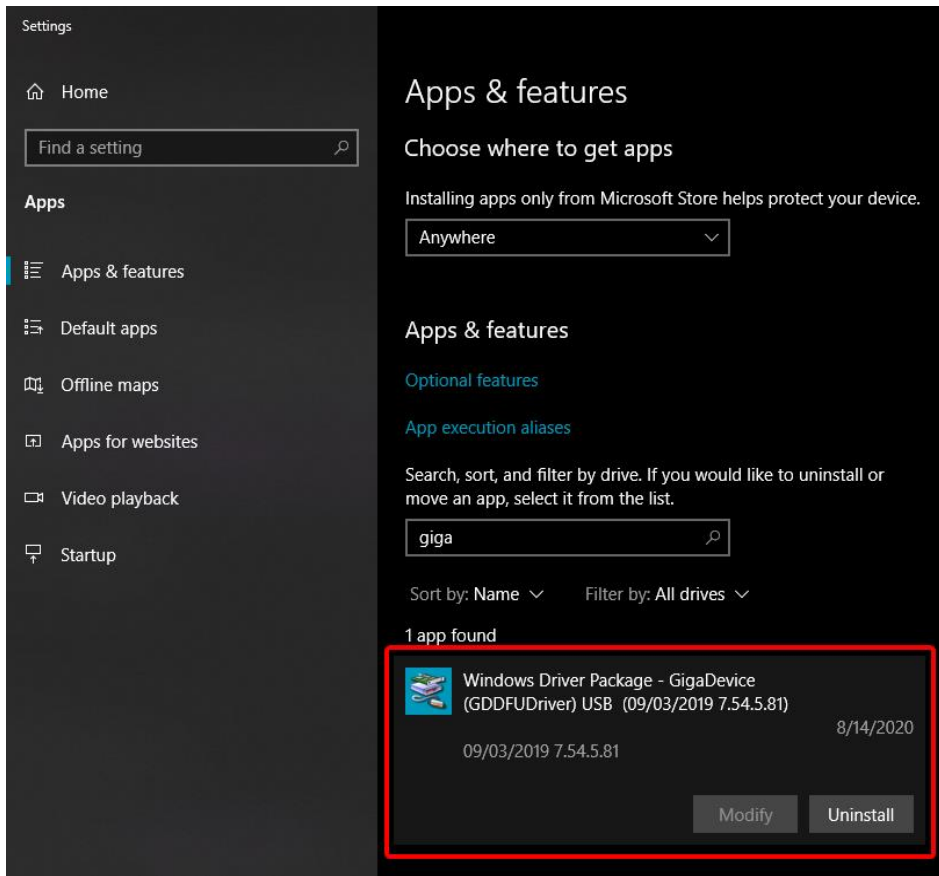 Settings
Home
Find a setting
Apps
Apps & features
Default apps
Offline maps
Apps for websites
Video playback
Startup
Apps & features
Choose where to get apps
Installing apps only from Microsoft Store helps protect your device.
Anywhere
Apps & features
Optional features
App execution aliases
Search, sort, and filter by drive. If you would like to uninstall or
move an app, select it from the list.
giga
Sort by: Name Filter by: All drives
1 app found
Windows Driver Package - GigaDevice
(GDDFUDriver) USB (09/03/2019 7.54.5.81)
8/14/2020
09/03/2019 7.54.5.81
Modify Uninstall